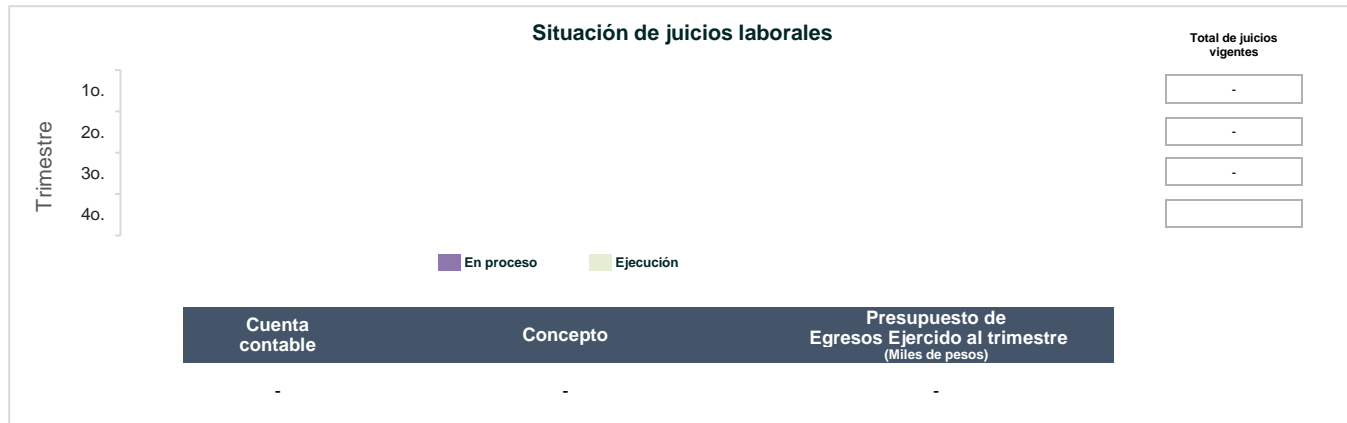 Situación de juicios laborales
Total de juicios
vigentes
Trimestre
1o.
-
2o.
-
3o.
-
4o.
En proceso
Ejecución
Cuenta
contable
Concepto
Presupuesto de
Egresos Ejercido al trimestre
(Miles de pesos)
-
-
-